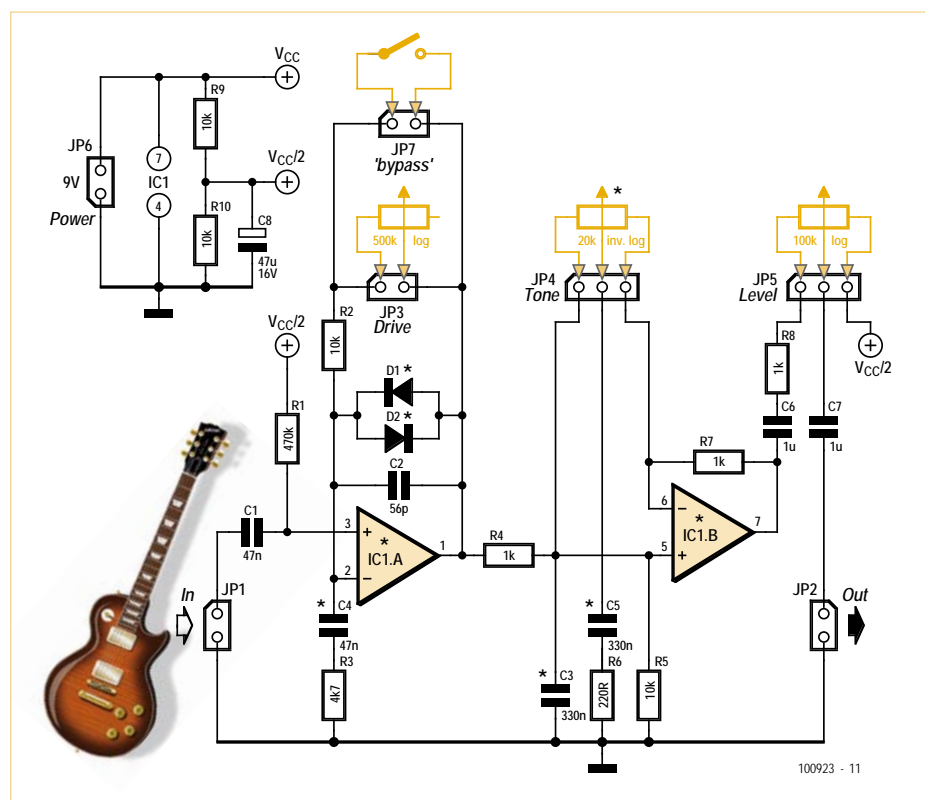 VCC
R9
10k
JP6
9V
Power
7
IC1
4
VCC/2
R10
10k
C8
47u
16V
JP7
'bypass'
500k log
JP3
Drive
*
20k inv. log
JP4
Tone
100k log
JP5
Level
VCC/2
R2
10k
D1 *
D2 *
C2
56p
VCC/2
R1
470k
R8
1k
C6
1u
C7
1u
R7
1k
C1
47n
3
+
*
IC1.A
1
2
−
R4
1k
6
−
*
IC1.B
7
5
+
In
JP1
* C4
47n
R3
4k7
* C5
330n
R6
220R
* C3
330n
R5
10k
JP2
Out
100923 - 11